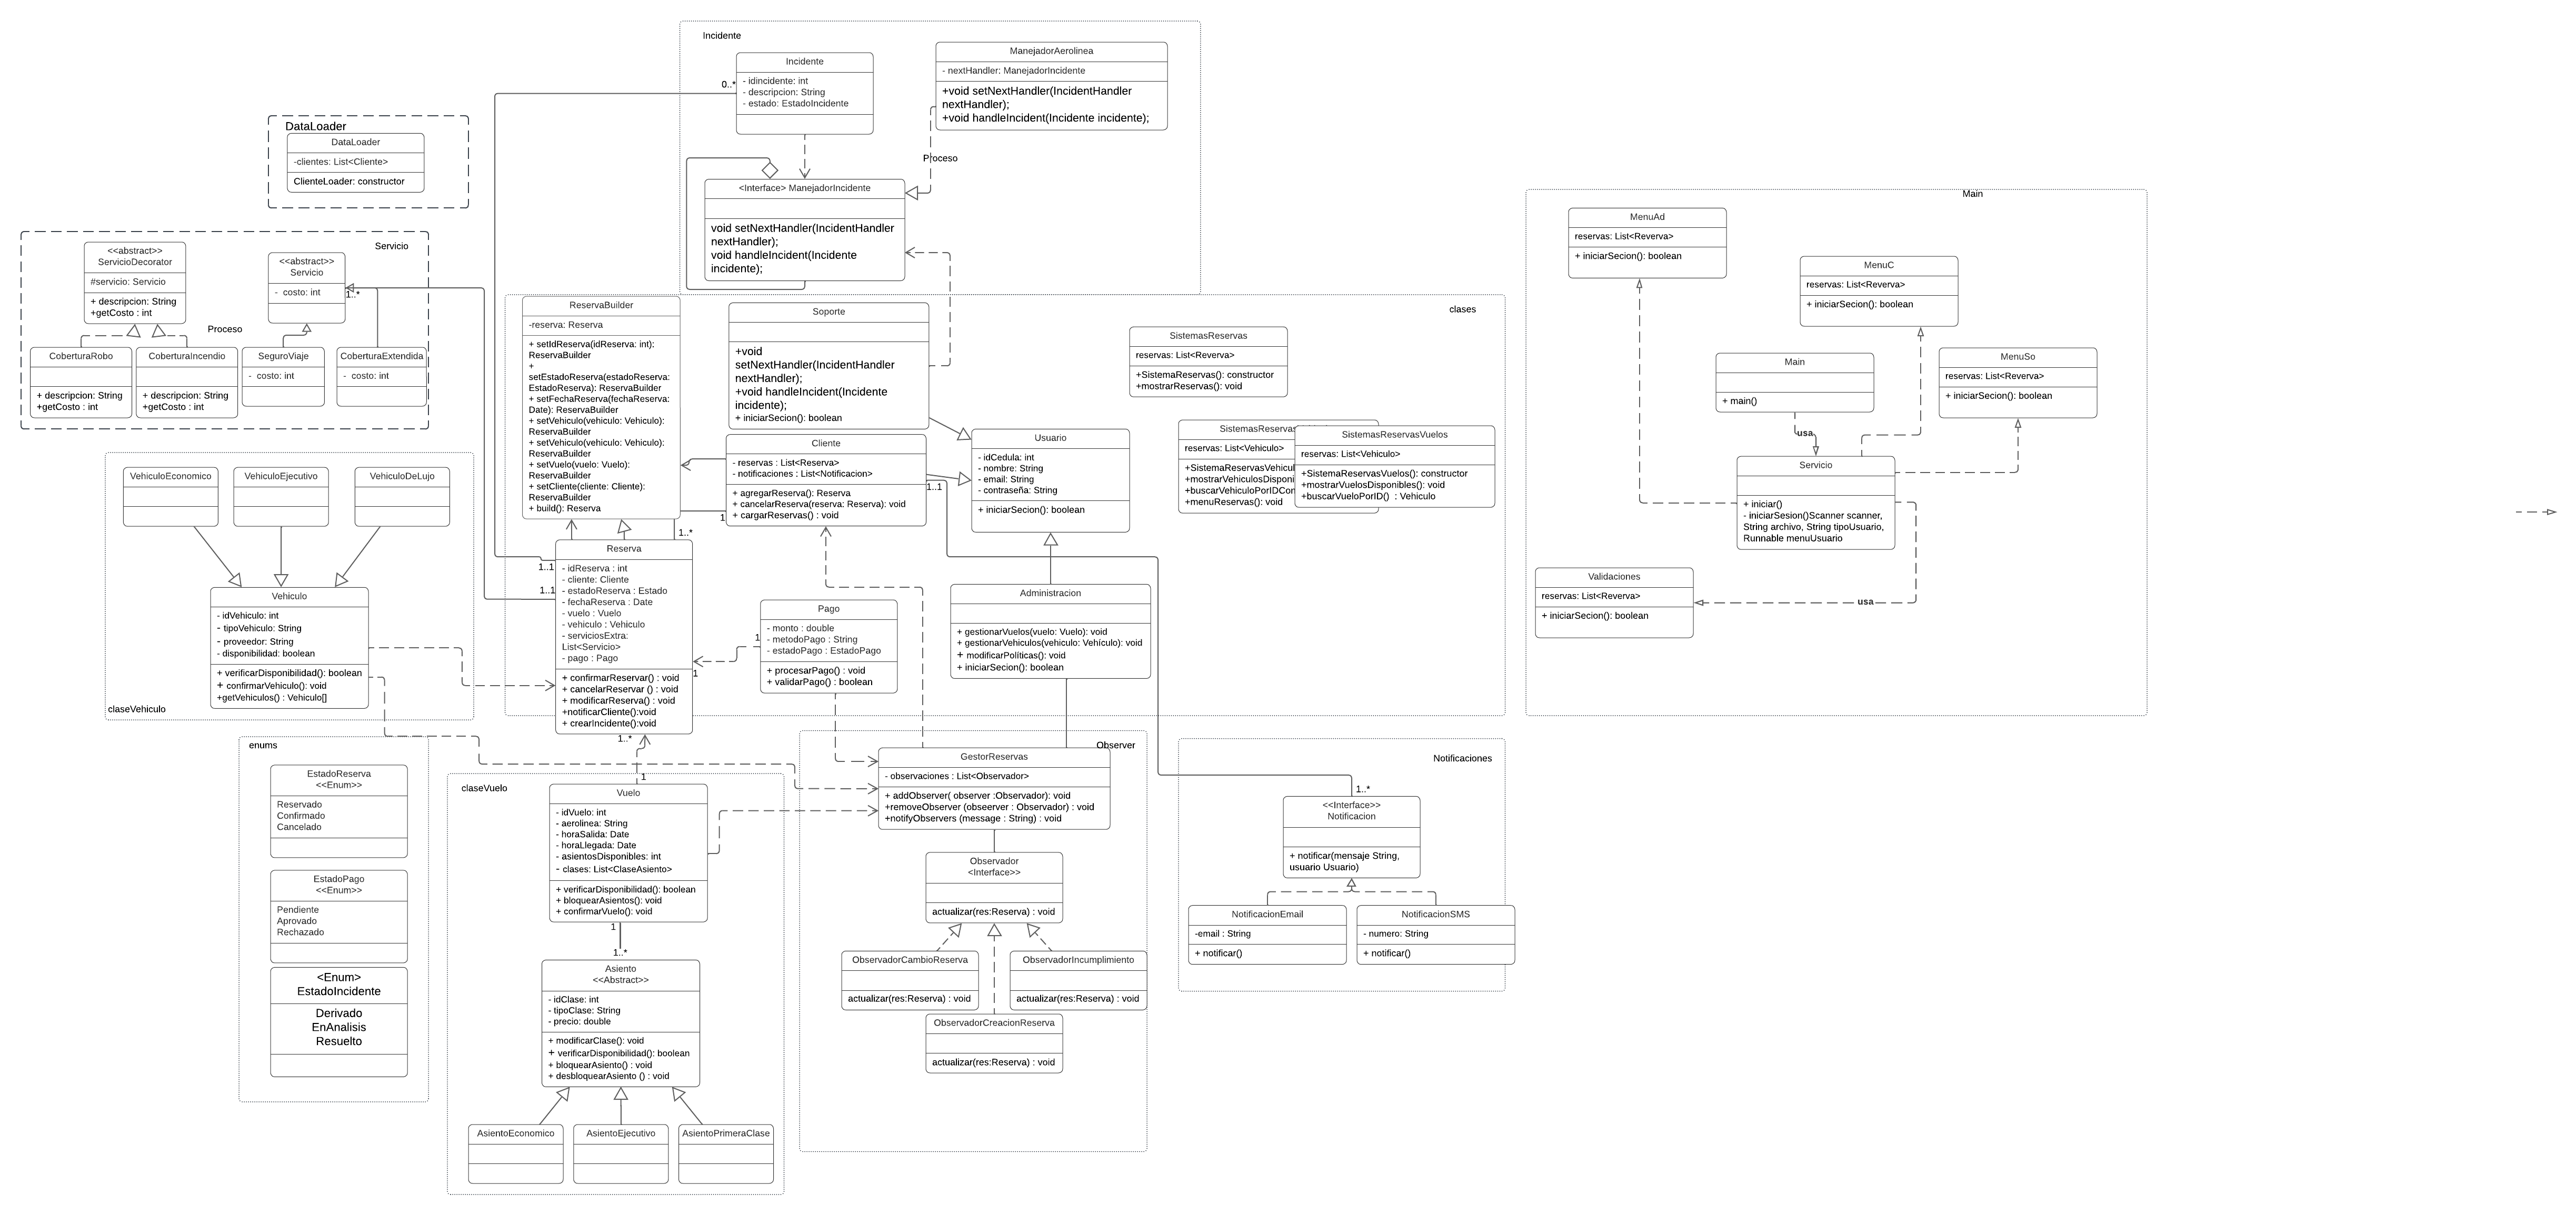 Incidente
Incidente
- idincidente: int
- descripcion: String
- estado: EstadoIncidente
0..*
ManejadorAerolinea
- nextHandler: ManejadorIncidente
+void setNextHandler(IncidentHandler
nextHandler);
+void handleIncident(Incidente incidente);
Proceso
<Interface> ManejadorIncidente
void setNextHandler(IncidentHandler
nextHandler);
void handleIncident(Incidente
incidente);
DataLoader
DataLoader
-clientes: List<Cliente>
ClienteLoader: constructor
Servicio
<<abstract>>
ServicioDecorator
#servicio: Servicio
+ descripcion: String
+getCosto : int
<<abstract>>
Servicio
- costo: int
1..*
Proceso
CoberturaRobo
+ descripcion: String
+getCosto : int
CoberturaIncendio
+ descripcion: String
+getCosto : int
SeguroViaje
- costo: int
CoberturaExtendida
- costo: int
clases
ReservaBuilder
-reserva: Reserva
+ setIdReserva(idReserva: int):
ReservaBuilder
+
setEstadoReserva(estadoReserva:
EstadoReserva): ReservaBuilder
+ setFechaReserva(fechaReserva:
Date): ReservaBuilder
+ setVehiculo(vehiculo: Vehiculo):
ReservaBuilder
+ setVehiculo(vehiculo: Vehiculo):
ReservaBuilder
+ setVuelo(vuelo: Vuelo):
ReservaBuilder
+ setCliente(cliente: Cliente):
ReservaBuilder
+ build(): Reserva
Soporte
+void
setNextHandler(IncidentHandler
nextHandler);
+void handleIncident(Incidente
incidente);
+ iniciarSecion(): boolean
Cliente
- reservas : List<Reserva>
- notificaciones : List<Notificacion>
+ agregarReserva(): Reserva
+ cancelarReserva(reserva: Reserva): void
+ cargarReservas() : void
1
1..*
1..1
Usuario
- idCedula: int
- nombre: String
- email: String
- contraseña: String
+ iniciarSecion(): boolean
SistemasReservas
reservas: List<Reverva>
+SistemaReservas(): constructor
+mostrarReservas(): void
SistemasReservas
reservas: List<Vehiculo>
+SistemaReservasVehicul
+mostrarVehiculosDisponi
+buscarVehiculoPorIDCon
+menuReservas(): void
SistemasReservasVuelos
reservas: List<Vehiculo>
+SistemaReservasVuelos(): constructor
+mostrarVuelosDisponibles(): void
+buscarVueloPorID() : Vehiculo
Reserva
- idReserva : int
- cliente: Cliente
- estadoReserva : Estado
- fechaReserva : Date
- vuelo : Vuelo
- vehiculo : Vehiculo
- serviciosExtra:
List<Servicio>
- pago : Pago
+ confirmarReservar() : void
+ cancelarReservar () : void
+ modificarReserva() : void
+notificarCliente():void
+ crearIncidente():void
1..1
1..1
1..*
1
1
1
Pago
- monto : double
- metodoPago : String
- estadoPago : EstadoPago
+ procesarPago() : void
+ validarPago() : boolean
Administracion
+ gestionarVuelos(vuelo: Vuelo): void
+ gestionarVehiculos(vehiculo: Vehículo): void
+ modificarPolíticas(): void
+ iniciarSecion(): boolean
claseVehiculo
VehiculoEconomico
VehiculoEjecutivo
VehiculoDeLujo
Vehiculo
- idVehiculo: int
- tipoVehiculo: String
- proveedor: String
- disponibilidad: boolean
+ verificarDisponibilidad(): boolean
+ confirmarVehiculo(): void
+getVehiculos() : Vehiculo[]
Main
MenuAd
reservas: List<Reverva>
+ iniciarSecion(): boolean
MenuC
reservas: List<Reverva>
+ iniciarSecion(): boolean
MenuSo
reservas: List<Reverva>
+ iniciarSecion(): boolean
Main
+ main()
usa
Servicio
+ iniciar()
- iniciarSesion()Scanner scanner,
String archivo, String tipoUsuario,
Runnable menuUsuario
Validaciones
reservas: List<Reverva>
+ iniciarSecion(): boolean
usa
enums
EstadoReserva
<<Enum>>
Reservado
Confirmado
Cancelado
EstadoPago
<<Enum>>
Pendiente
Aprovado
Rechazado
<Enum>
EstadoIncidente
Derivado
EnAnalisis
Resuelto
claseVuelo
Vuelo
- idVuelo: int
- aerolinea: String
- horaSalida: Date
- horaLlegada: Date
- asientosDisponibles: int
- clases: List<ClaseAsiento>
+ verificarDisponibilidad(): boolean
+ bloquearAsientos(): void
+ confirmarVuelo(): void
1
1..*
Asiento
<<Abstract>>
- idClase: int
- tipoClase: String
- precio: double
+ modificarClase(): void
+ verificarDisponibilidad(): boolean
+ bloquearAsiento() : void
+ desbloquearAsiento () : void
AsientoEconomico
AsientoEjecutivo
AsientoPrimeraClase
Observer
GestorReservas
- observaciones : List<Observador>
+ addObserver( observer :Observador): void
+removeObserver (obseerver : Observador) : void
+notifyObservers (message : String) : void
Observador
<Interface>>
actualizar(res:Reserva) : void
ObservadorCambioReserva
actualizar(res:Reserva) : void
ObservadorIncumplimiento
actualizar(res:Reserva) : void
ObservadorCreacionReserva
actualizar(res:Reserva) : void
Notificaciones
1..*
<<Interface>>
Notificacion
+ notificar(mensaje String,
usuario Usuario)
NotificacionEmail
-email : String
+ notificar()
NotificacionSMS
- numero: String
+ notificar()